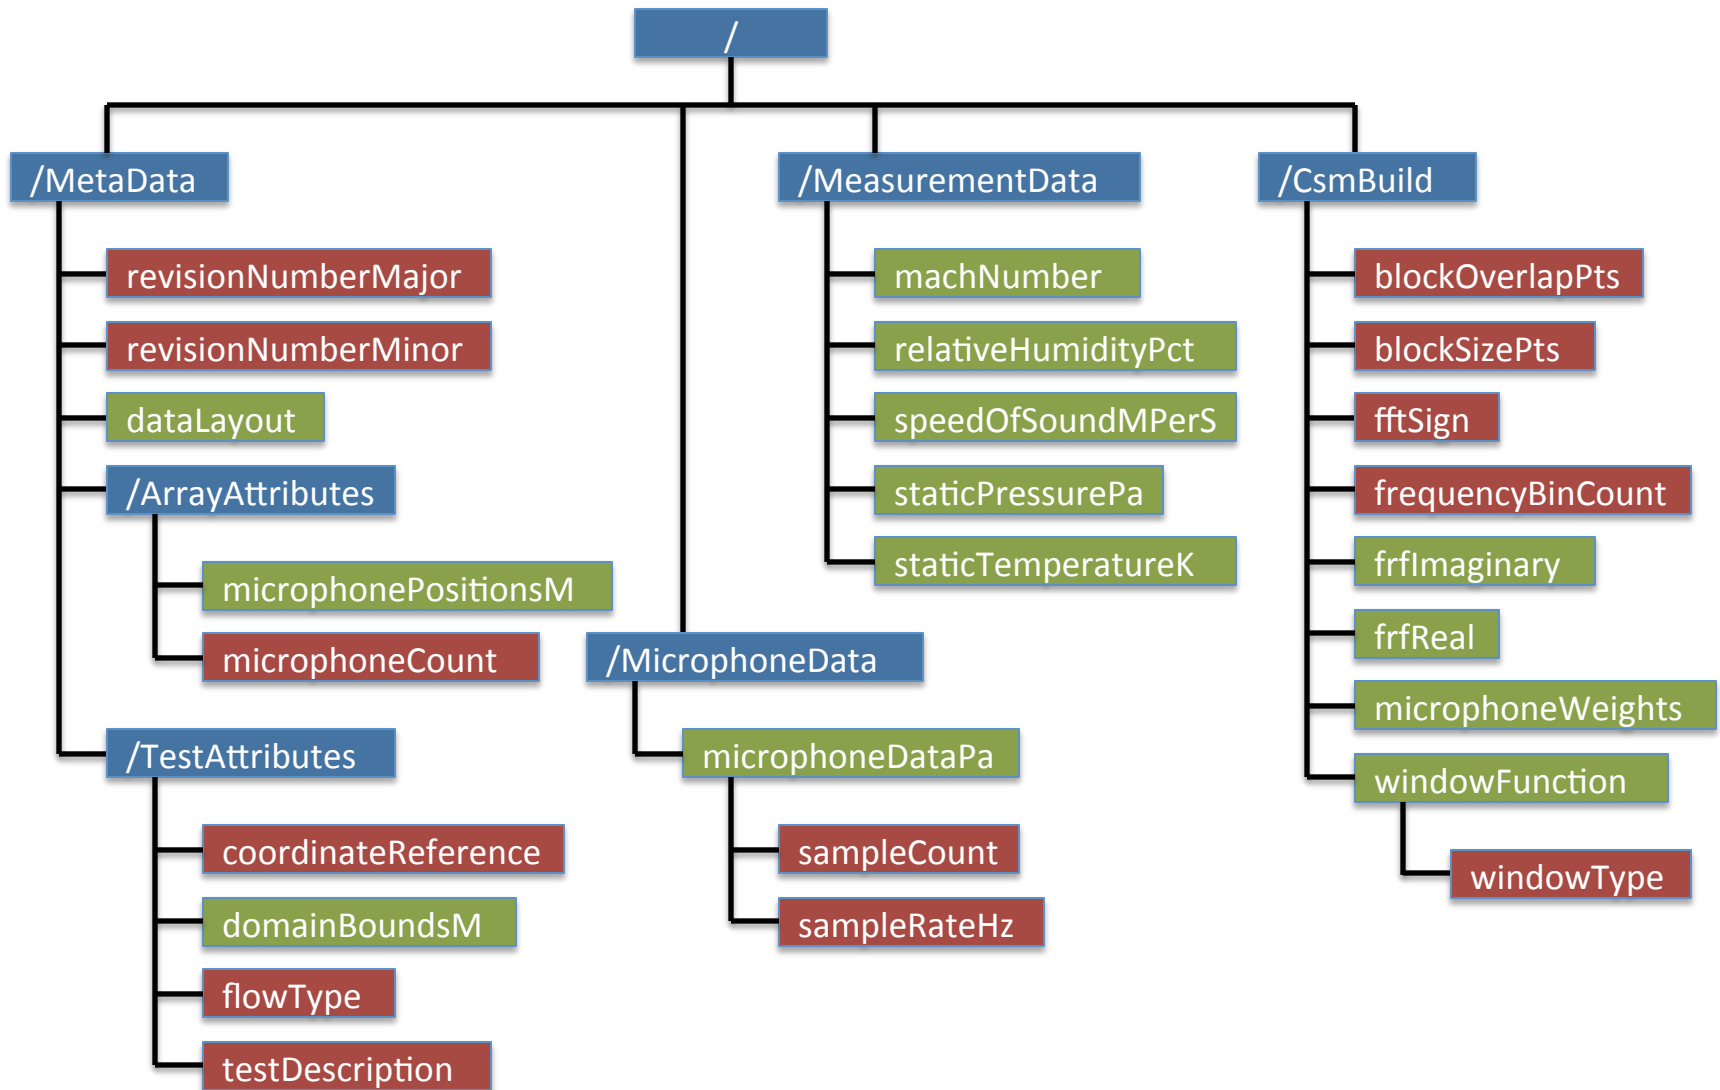 /
/MetaData
revisionNumberMajor
revisionNumberMinor
dataLayout
/ArrayAttributes
microphonePositionsM
microphoneCount
/TestAttributes
coordinateReference
domainBoundsM
flowType
testDescription
/MicrophoneData
microphoneDataPa
sampleCount
sampleRateHz
/MeasurementData
machNumber
relativeHumidityPct
speedOfSoundMPerS
staticPressurePa
staticTemperatureK
/CsmBuild
blockOverlapPts
blockSizePts
fftSign
frequencyBinCount
frfImaginary
frfReal
microphoneWeights
windowFunction
windowType